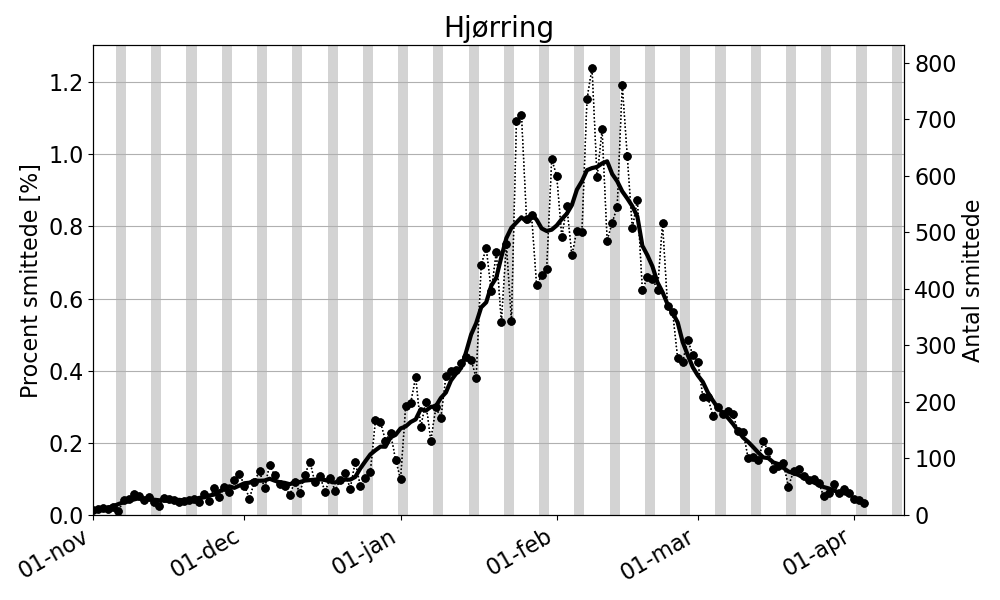 Hjørring
Procent smittede [%]
1.2
1.0
0.8
0.6
0.4
0.2
0.0
800
700
600
500
400
300
200
100
0
Antal smittede
01-nov
01-dec
01-jan
01-feb
01-mar
01-apr